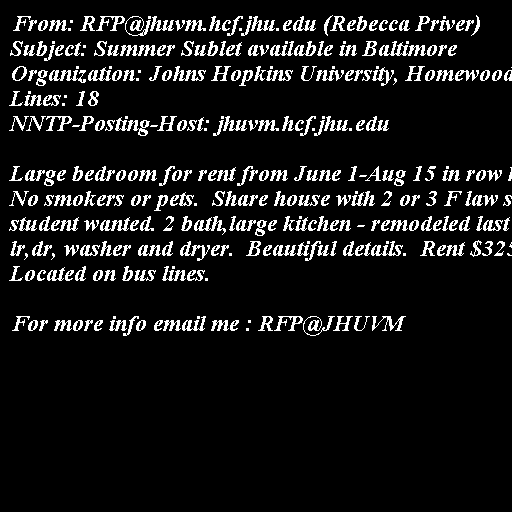 From: RFP@jhuvm.hcf.jhu.edu (Rebecca Priver)
Subject: Summer Sublet available in Baltimore
Organization: Johns Hopkins University, Homewood
Lines: 18
NNTP-Posting-Host: jhuvm.hcf.jhu.edu

Large bedroom for rent from June 1-Aug 15 in row
No smokers or pets.  Share house with 2 or 3 F law
student wanted. 2 bath,large kitchen - remodeled last
lr,dr, washer and dryer.  Beautiful details.  Rent $325
Located on bus lines.

For more info email me : RFP@JHUVM